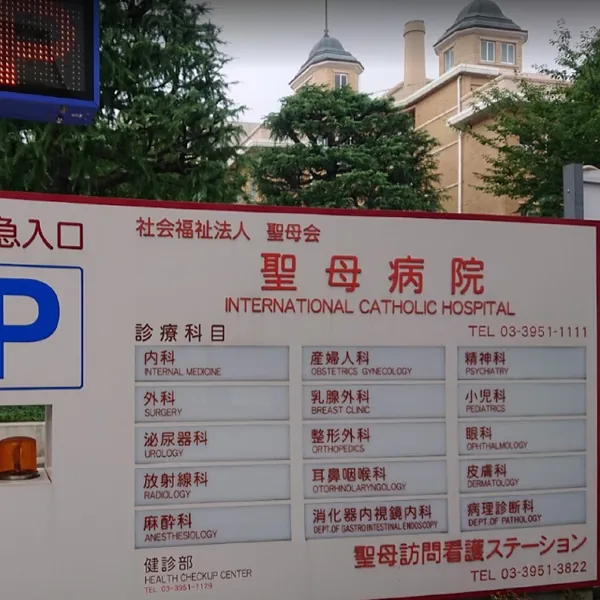 P
急入口
P
社会福祉法人 聖母会
聖母病院
INTERNATIONAL CATHOLIC HOSPITAL
診療科目
TEL 03-3951-1111
内科
INTERNAL MEDICINE
産婦人科
OBSTETRICS GYNECOLOGY
精神科
PSYCHIATRY
外科
SURGERY
乳腺外科
BREAST CLINIC
小児科
PEDIATRICS
泌尿器科
UROLOGY
整形外科
ORTHOPEDICS
眼科
OPHTHALMOLOGY
放射線科
RADIOLOGY
耳鼻咽喉科
OTORHINOLARYNGOLOGY
皮膚科
DERMATOLOGY
麻酔科
ANESTHESIOLOGY
消化器内視鏡内科
DEPT.OF GASTROINTESTINAL ENDOSCOPY
病理診断科
DEPT.OF PATHOLOGY
健診部
HEALTH CHECKUP CENTER
TEL 03-3951-1129
聖母訪問看護ステーション
TEL 03-3951-3822